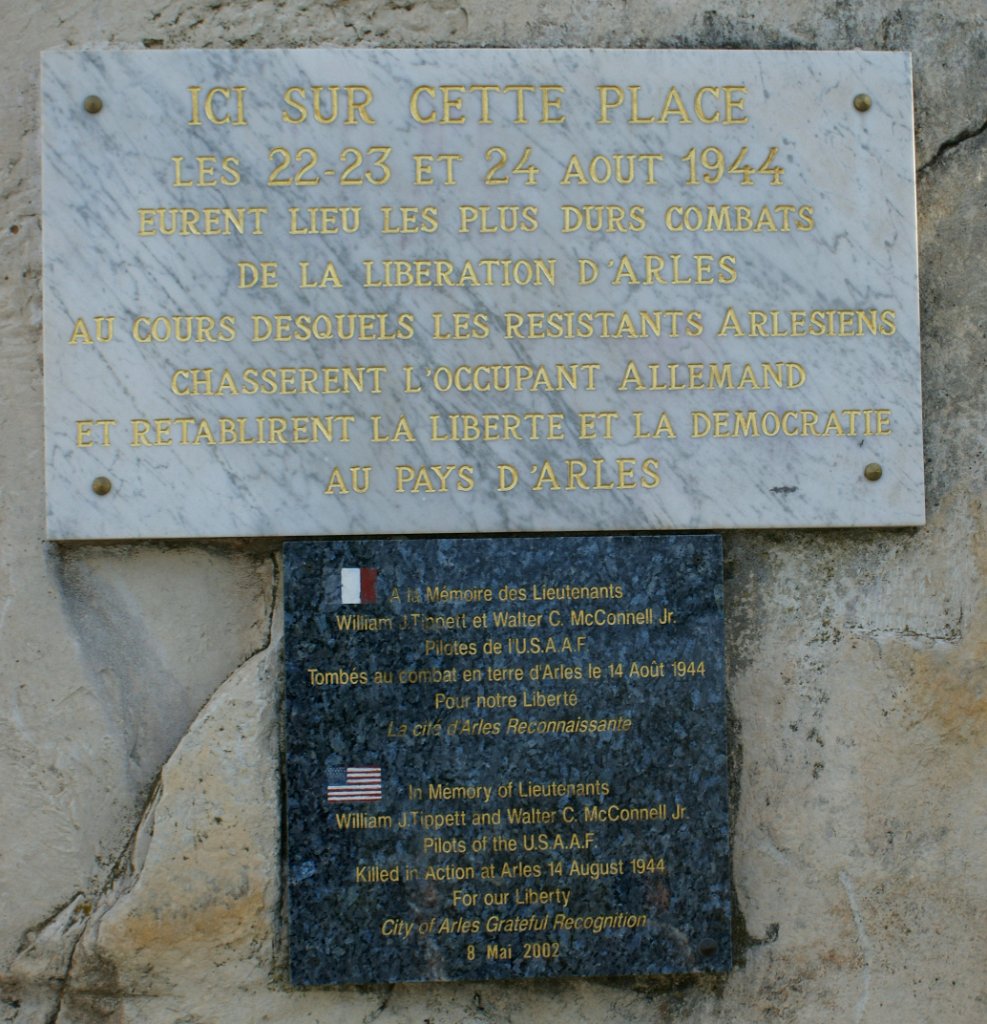 ICI SUR CETTE PLACE
LES 22-23 ET 24 AOUT 1944
EURENT LIEU LES PLUS DURS COMBATS
DE LA LIBERATION D'ARLES
AU COURS DESQUELS LES RESISTANTS ARLESIENS
CHASSERENT L'OCCUPANT ALLEMAND
ET RETABLIRENT LA LIBERTE ET LA DEMOCRATIE
AU PAYS D'ARLES
A la Mémoire des Lieutenants
William J.Tippett et Walter C. McConnell Jr.
Pilotes de l'U.S.A.A.F.
Tombés au combat en terre d'Arles le 14 Août 1944
Pour notre Liberté
La cité d'Arles Reconnaissante
In Memory of Lieutenants
William J.Tippett and Walter C. McConnell Jr.
Pilots of the U.S.A.A.F.
Killed in Action at Arles 14 August 1944
For our Liberty
City of Arles Grateful Recognition
8 Mai 2002